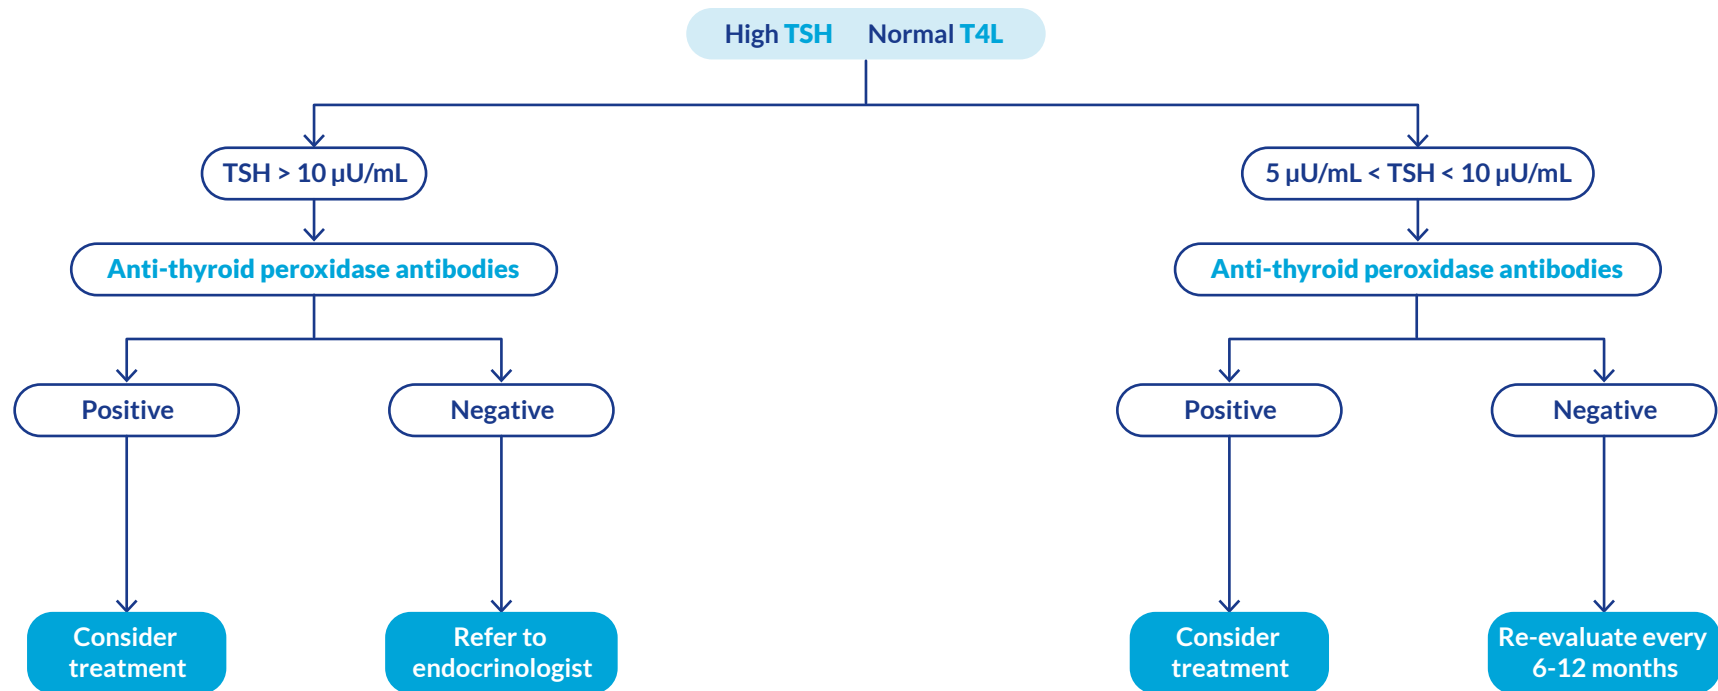 High TSH Normal T4L
TSH > 10 µU/mL
5 µU/mL < TSH < 10 µU/mL
Anti-thyroid peroxidase antibodies
Anti-thyroid peroxidase antibodies
Positive
Negative
Positive
Negative
Consider
treatment
Refer to
endocrinologist
Consider
treatment
Re-evaluate every
6-12 months